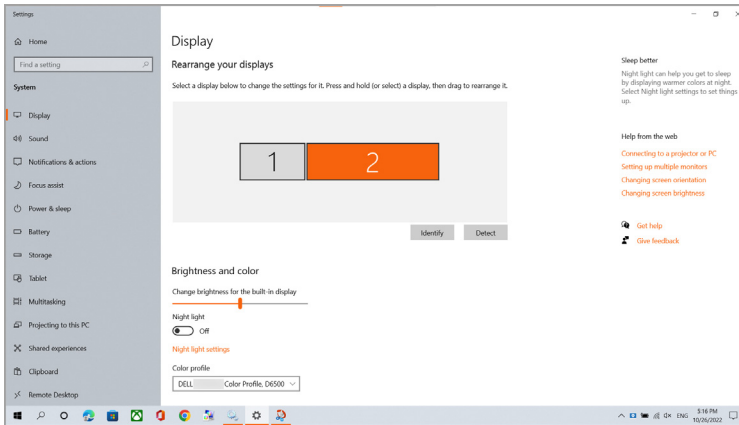 Settings
Home
Find a setting
System
Display
Sound
Notifications & actions
Focus assist
Power & sleep
Battery
Storage
Tablet
Multitasking
Projecting to this PC
Shared experiences
Clipboard
Remote Desktop
Display
Rearrange your displays
Select a display below to change the settings for it. Press and hold (or select) a display, then drag to rearrange it.
1
2
Identify
Detect
Brightness and color
Change brightness for the built-in display
Night light
Off
Night light settings
Color profile
DELL Color Profile, D6500
Sleep better
Night light can help you get to sleep
by displaying warmer colors at night.
Select Night light settings to set things
up.
Help from the web
Connecting to a projector or PC
Setting up multiple monitors
Changing screen orientation
Changing screen brightness
Get help
Give feedback
ENG
5:16 PM
10/26/2022